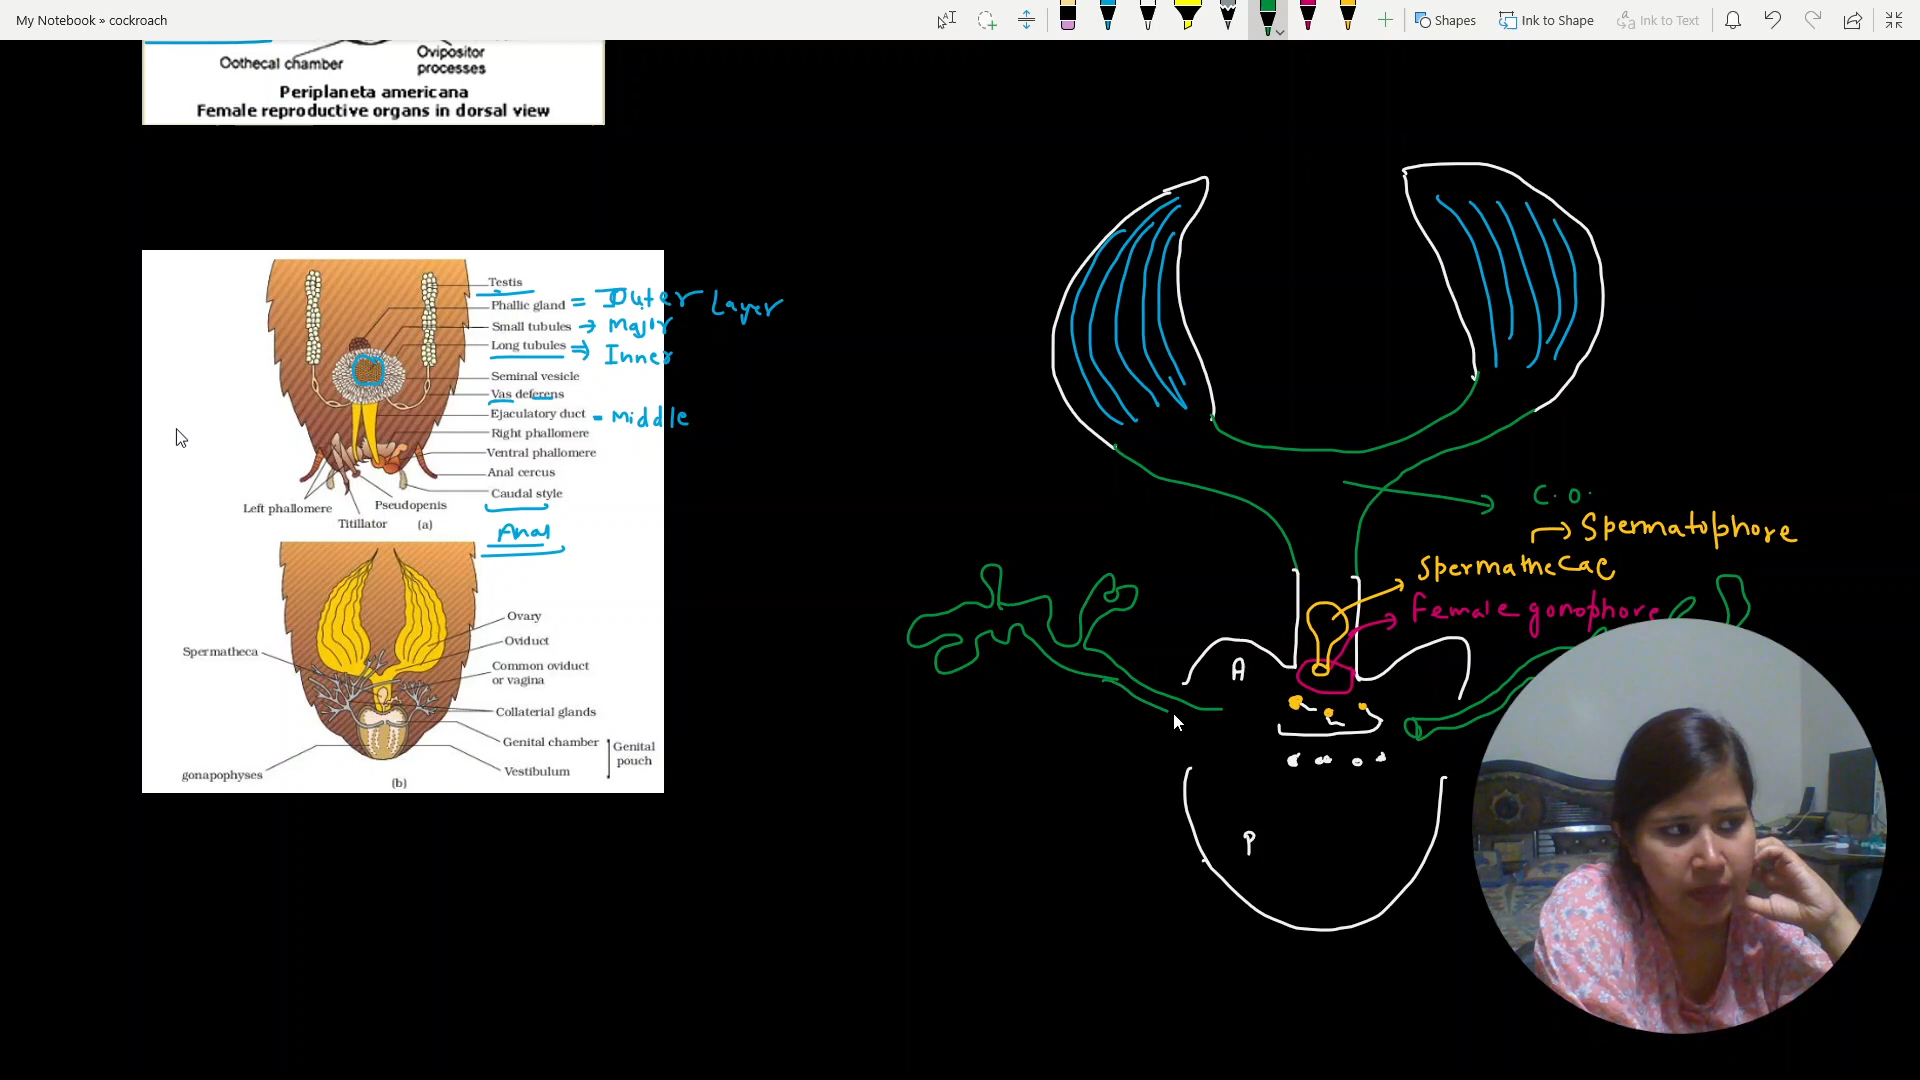 My Notebook » cockroach
Shapes
Ink to Shape
Ink to Text
Oothecal chamber
Ovipositor
processes
Periplaneta americana
Female reproductive organs in dorsal view
Testis
Phallic gland = Outer Layer
Small tubules → Major
Long tubules ⇒ Inner
Seminal vesicle
Vas deferens
Ejaculatory duct - Middle
Right phallomere
Ventral phallomere
Anal cercus
Caudal style
Left phallomere
Pseudopenis
Titillator
(a)
Anal
Ovary
Oviduct
Spermatheca
Common oviduct
or vagina
Collaterial glands
Genital chamber
Genital
pouch
Vestibulum
gonapophyses
(b)
C.O.
Spermatophore
Spermathecae
Female gonophore
A
P